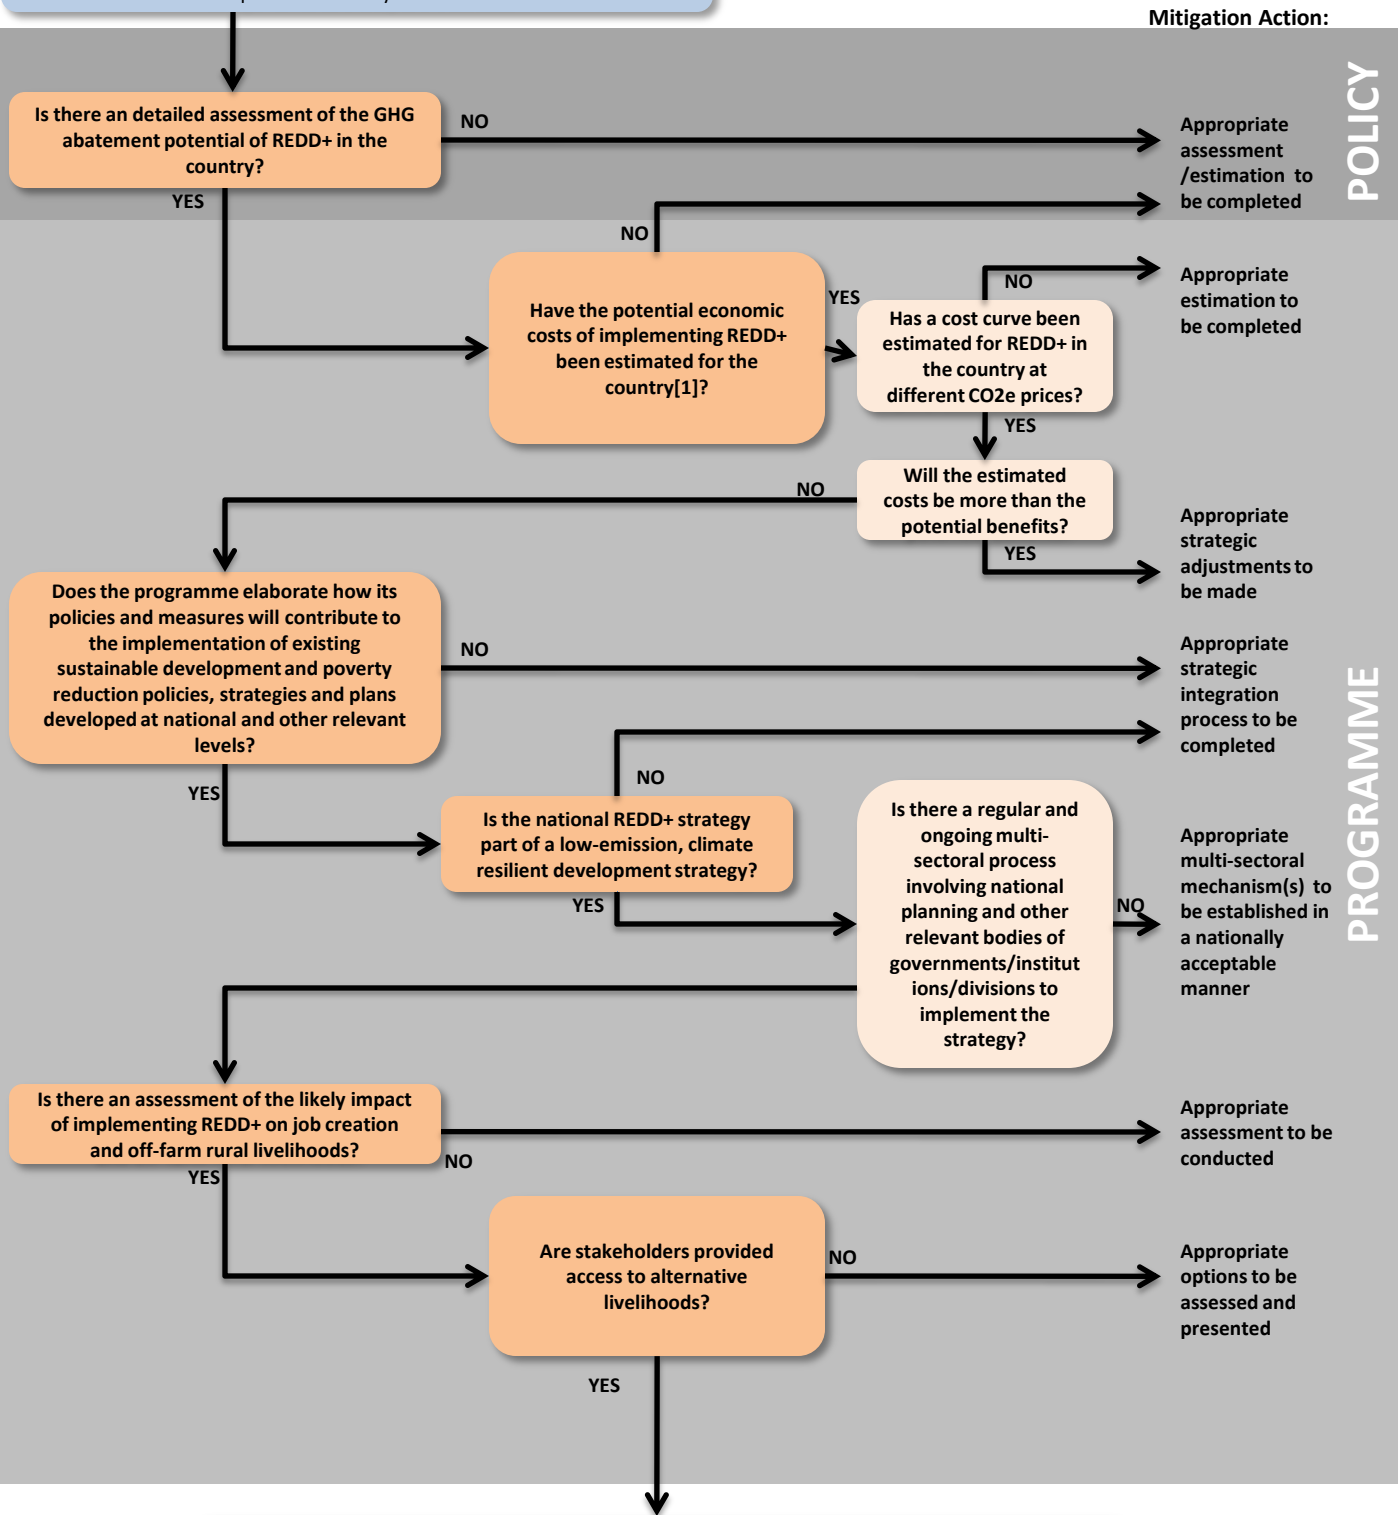 Mitigation Action:
POLICY
Is there an detailed assessment of the GHG
abatement potential of REDD+ in the
country?
NO
Appropriate
assessment
/estimation to
be completed
YES
NO
Have the potential economic
costs of implementing REDD+
been estimated for the
country[1]?
YES
Has a cost curve been
estimated for REDD+ in
the country at
different CO2e prices?
NO
Appropriate
estimation to
be completed
YES
Will the estimated
costs be more than the
potential benefits?
NO
YES
Appropriate
strategic
adjustments to
be made
PROGRAMME
Does the programme elaborate how its
policies and measures will contribute to
the implementation of existing
sustainable development and poverty
reduction policies, strategies and plans
developed at national and other relevant
levels?
NO
Appropriate
strategic
integration
process to be
completed
YES
NO
Is the national REDD+ strategy
part of a low-emission, climate
resilient development strategy?
YES
Is there a regular and
ongoing multi-
sectoral process
involving national
planning and other
relevant bodies of
governments/institut
ions/divisions to
implement the
strategy?
NO
Appropriate
multi-sectoral
mechanism(s) to
be established in
a nationally
acceptable
manner
Is there an assessment of the likely impact
of implementing REDD+ on job creation
and off-farm rural livelihoods?
NO
Appropriate
assessment to be
conducted
YES
Are stakeholders provided
access to alternative
livelihoods?
NO
Appropriate
options to be
assessed and
presented
YES